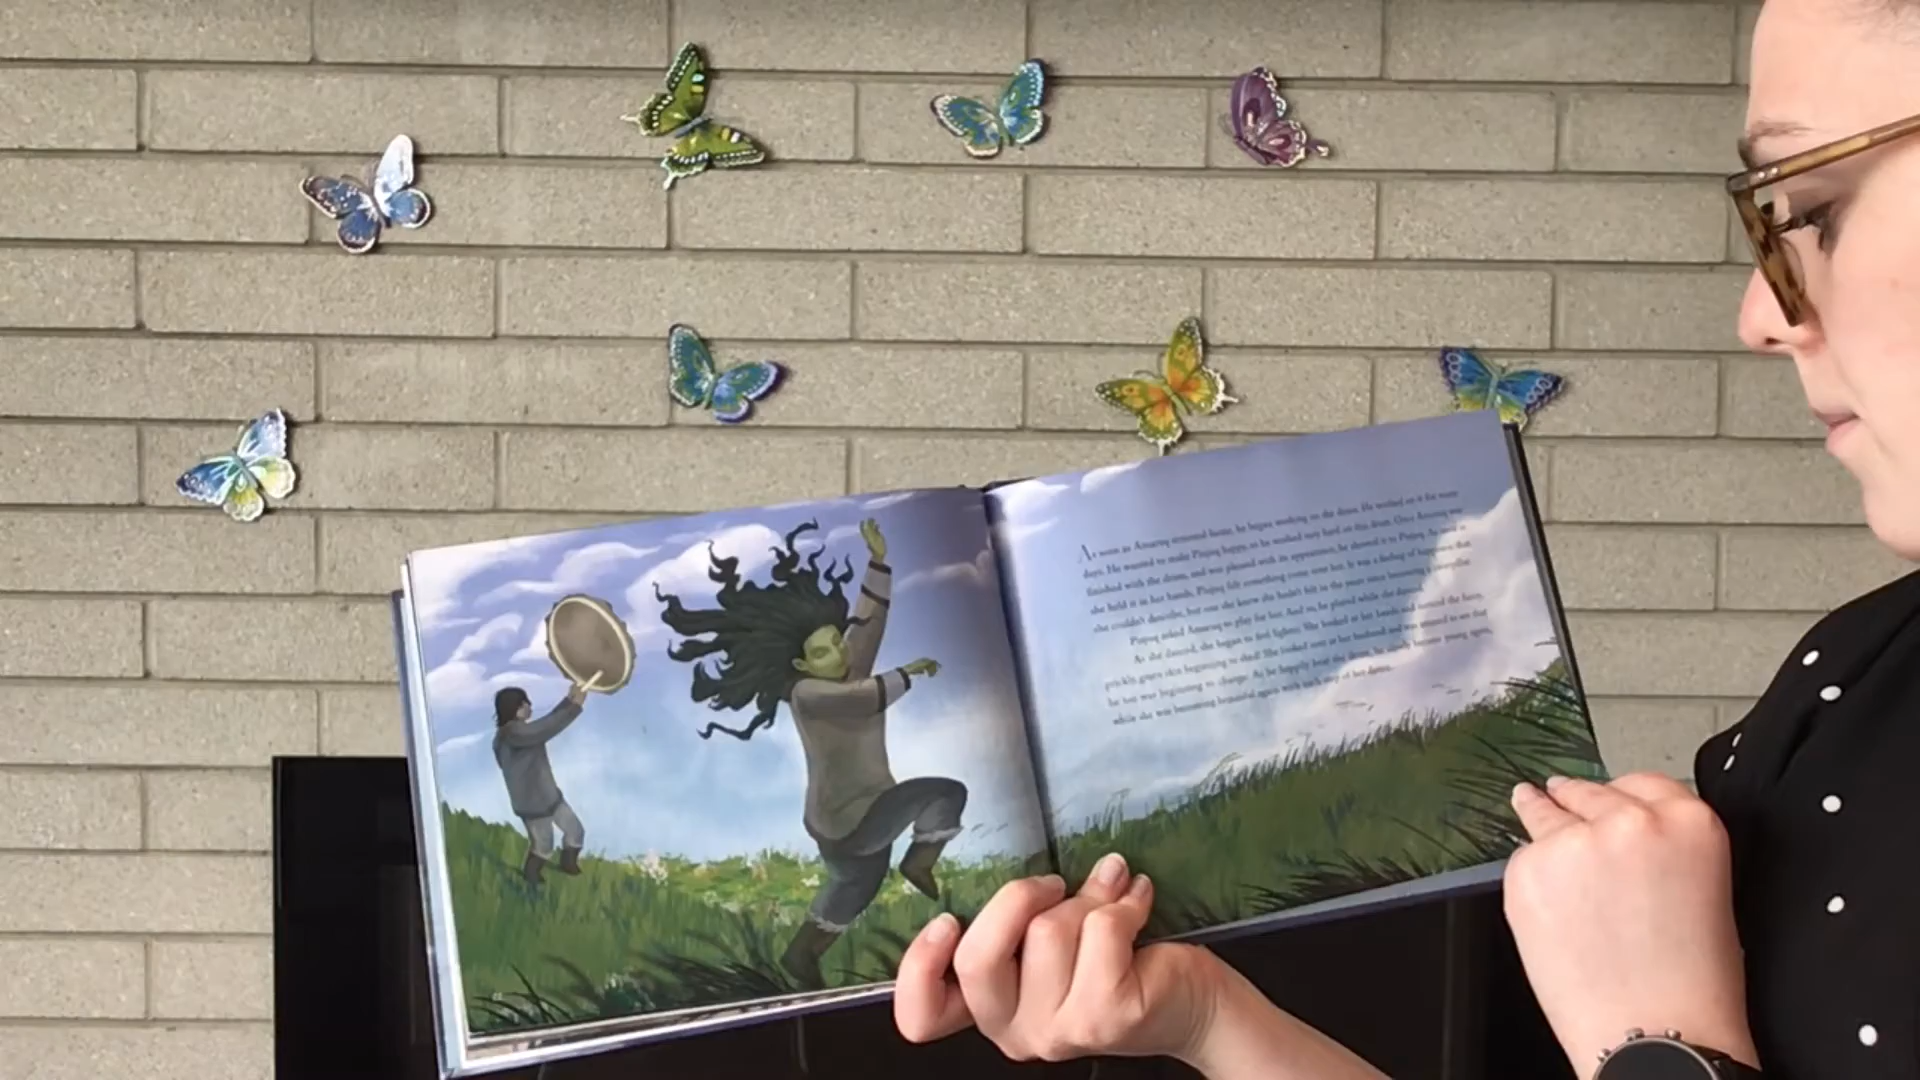 As soon as Amaruq returned home, he began working on the drum. He worked on it for many
days. He wanted to make Piujuq happy, so he worked very hard on this drum. Once Amaruq was
finished with the drum, and was pleased with its appearance, he showed it to Piujuq. As soon as
she held it in her hands, Piujuq felt something come over her. It was a feeling of happiness that
she couldn't describe, but one she knew she hadn't felt in the years since becoming a
Piujuq asked Amaruq to play for her. And so, he played while she danced.
As she danced, she began to feel lighter. She looked at her hands and noticed the fuzzy,
prickly, green skin beginning to shed! She looked over at her husband and was amazed to see that
he too was beginning to change. As he happily beat the drum, he slowly became young again,
while she was becoming beautiful again with each step of her dance.